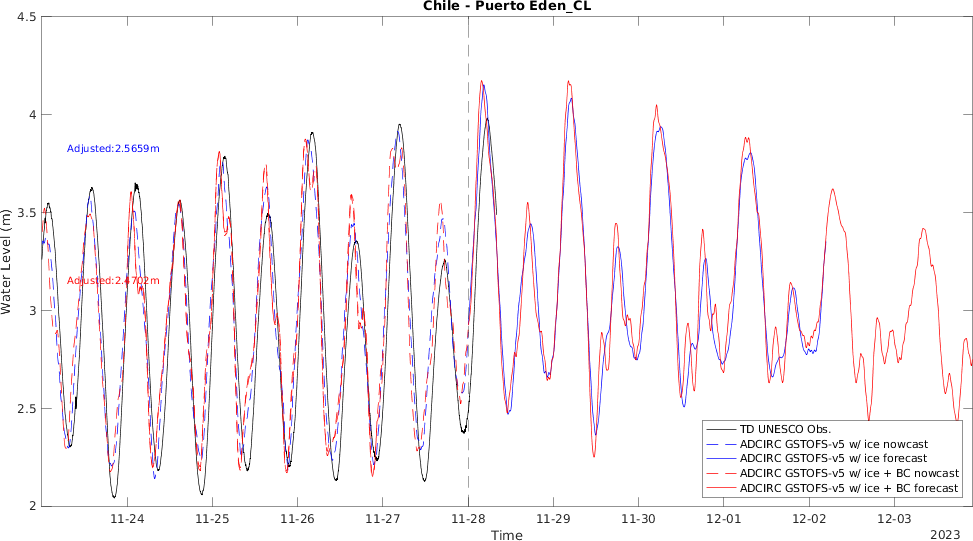 Chile - Puerto Eden_CL
4.5
4
3.5
3
2.5
2
Water Level (m)
Adjusted:2.5659m
Adjusted:2.6702m
TD UNESCO Obs.
ADCIRC GSTOFS-v5 w/ ice nowcast
ADCIRC GSTOFS-v5 w/ ice forecast
ADCIRC GSTOFS-v5 w/ ice + BC nowcast
ADCIRC GSTOFS-v5 w/ ice + BC forecast
11-24 11-25 11-26 11-27 11-28 11-29 11-30 12-01 12-02 12-03
Time
2023